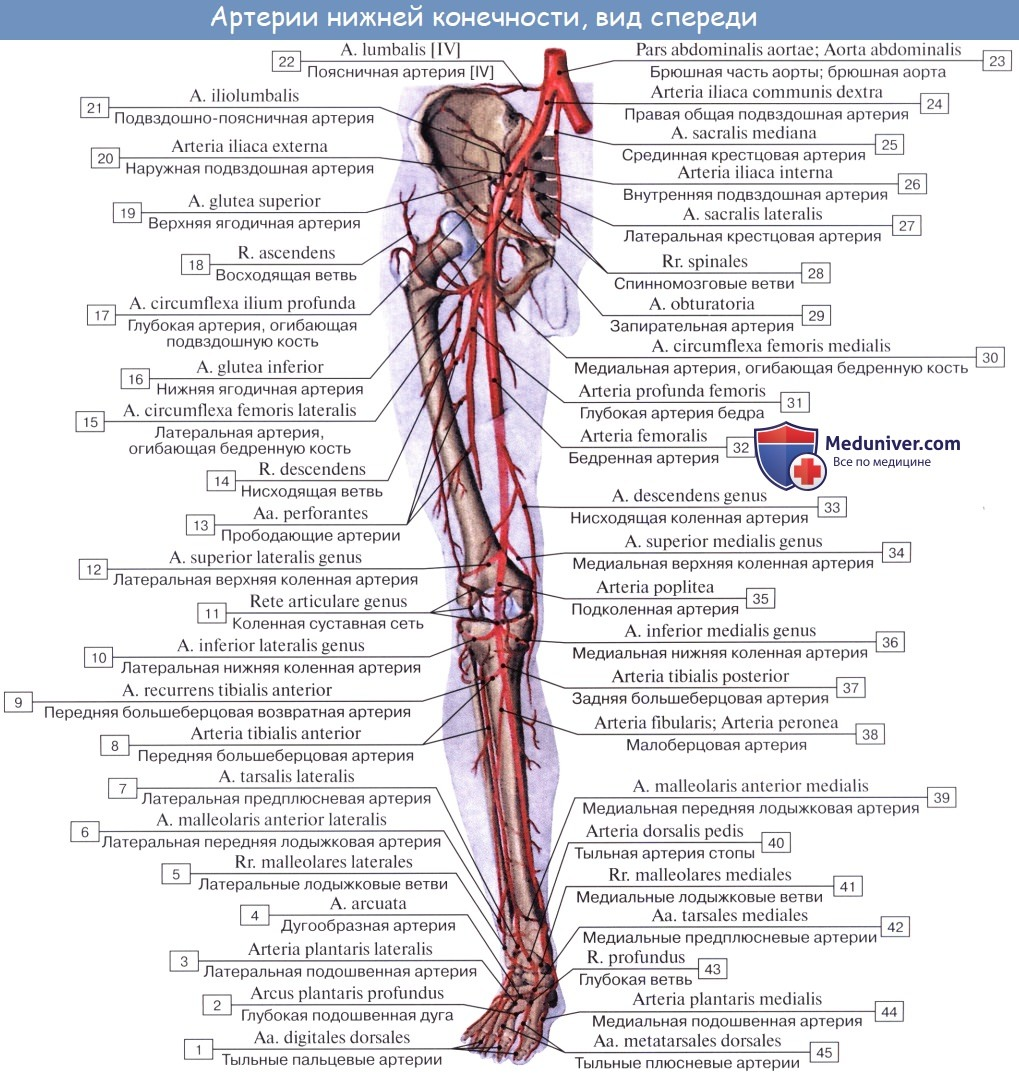 Артерии нижней конечности, вид спереди
22
A. lumbalis [IV]
Поясничная артерия [IV]
21
A. iliolumbalis
Подвздошно-поясничная артерия
20
Arteria iliaca externa
Наружная подвздошная артерия
19
A. glutea superior
Верхняя ягодичная артерия
18
R. ascendens
Восходящая ветвь
17
A. circumflexa ilium profunda
Глубокая артерия, огибающая
подвздошную кость
16
A. glutea inferior
Нижняя ягодичная артерия
15
A. circumflexa femoris lateralis
Латеральная артерия,
огибающая бедренную кость
14
R. descendens
Нисходящая ветвь
13
Aa. perforantes
Прободающие артерии
12
A. superior lateralis genus
Латеральная верхняя коленная артерия
11
Rete articulare genus
Коленная суставная сеть
10
A. inferior lateralis genus
Латеральная нижняя коленная артерия
9
A. recurrens tibialis anterior
Передняя большеберцовая возвратная артерия
8
Arteria tibialis anterior
Передняя большеберцовая артерия
7
A. tarsalis lateralis
Латеральная предплюсневая артерия
6
A. malleolaris anterior lateralis
Латеральная передняя лодыжковая артерия
5
Rr. malleolares laterales
Латеральные лодыжковые ветви
4
A. arcuata
Дугообразная артерия
3
Arteria plantaris lateralis
Латеральная подошвенная артерия
2
Arcus plantaris profundus
Глубокая подошвенная дуга
1
Aa. digitales dorsales
Тыльные пальцевые артерии
Pars abdominalis aortae; Aorta abdominalis
23
Брюшная часть аорты; брюшная аорта
Arteria iliaca communis dextra
24
Правая общая подвздошная артерия
A. sacralis mediana
25
Срединная крестцовая артерия
Arteria iliaca interna
26
Внутренняя подвздошная артерия
A. sacralis lateralis
27
Латеральная крестцовая артерия
Rr. spinales
28
Спинномозговые ветви
A. obturatoria
29
Запирательная артерия
A. circumflexa femoris medialis
30
Медиальная артерия, огибающая бедренную кость
Arteria profunda femoris
31
Глубокая артерия бедра
Arteria femoralis
32
Бедренная артерия
Meduniver.com
Все по медицине
A. descendens genus
33
Нисходящая коленная артерия
A. superior medialis genus
34
Медиальная верхняя коленная артерия
Arteria poplitea
35
Подколенная артерия
A. inferior medialis genus
36
Медиальная нижняя коленная артерия
Arteria tibialis posterior
37
Задняя большеберцовая артерия
Arteria fibularis; Arteria peronea
38
Малоберцовая артерия
A. malleolaris anterior medialis
39
Медиальная передняя лодыжковая артерия
Arteria dorsalis pedis
40
Тыльная артерия стопы
Rr. malleolares mediales
41
Медиальные лодыжковые ветви
Aa. tarsales mediales
42
Медиальные предплюсневые артерии
R. profundus
43
Глубокая ветвь
Arteria plantaris medialis
44
Медиальная подошвенная артерия
Aa. metatarsales dorsales
45
Тыльные плюсневые артерии